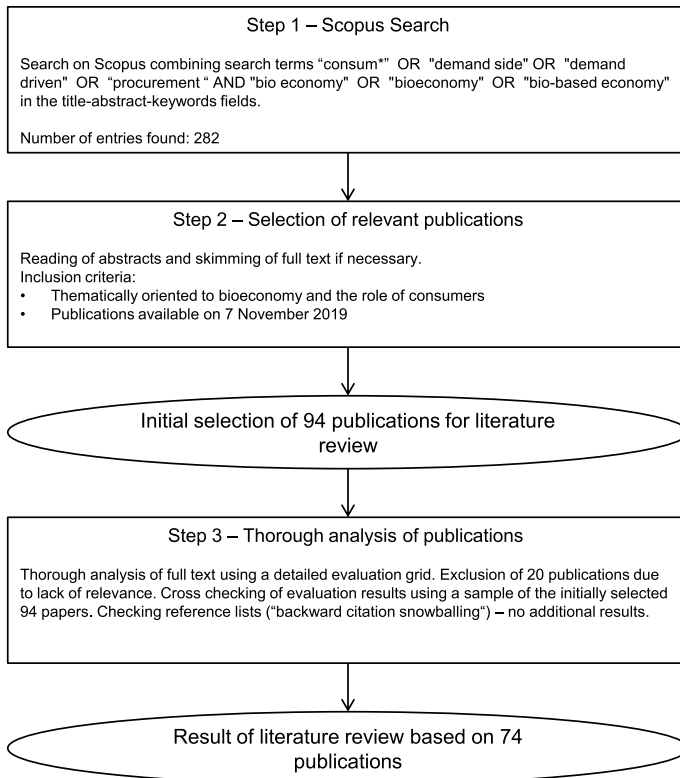 Step 1 – Scopus Search
Search on Scopus combining search terms “consum*” OR "demand side" OR "demand
driven" OR “procurement “ AND "bio economy" OR "bioeconomy" OR "bio-based economy"
in the title-abstract-keywords fields.
Number of entries found: 282
Step 2 – Selection of relevant publications
Reading of abstracts and skimming of full text if necessary.
Inclusion criteria:
• Thematically oriented to bioeconomy and the role of consumers
• Publications available on 7 November 2019
Initial selection of 94 publications for literature
review
Step 3 – Thorough analysis of publications
Thorough analysis of full text using a detailed evaluation grid. Exclusion of 20 publications due
to lack of relevance. Cross checking of evaluation results using a sample of the initially selected
94 papers. Checking reference lists (“backward citation snowballing“) – no additional results.
Result of literature review based on 74
publications